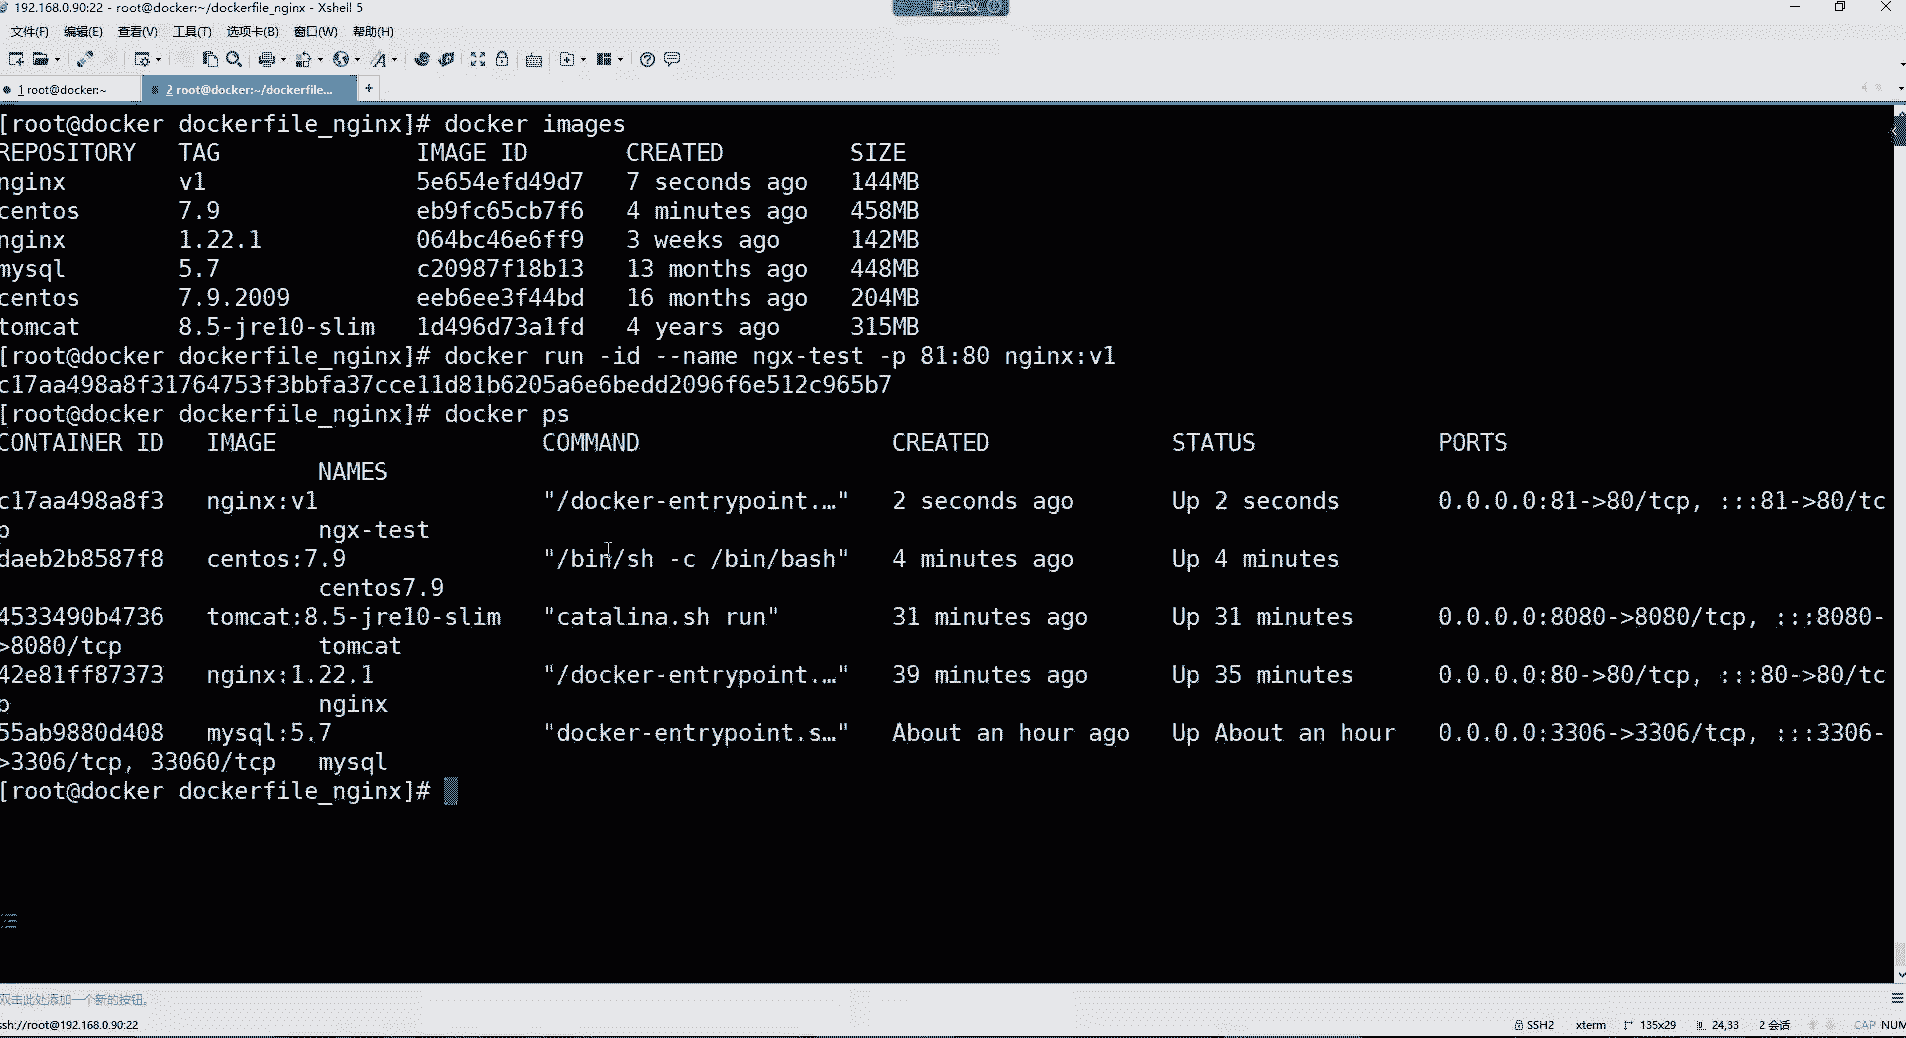 192.168.0.90:22 - root@docker:~/dockerfile_nginx - Xshell 5
腾讯会议
文件(F) 编辑(E) 查看(V) 工具(T) 选项卡(B) 窗口(W) 帮助(H)
1 root@docker:~ 2 root@docker:~/dockerfile... +
[root@docker dockerfile_nginx]# docker images
REPOSITORY TAG IMAGE ID CREATED SIZE
nginx v1 5e654efd49d7 7 seconds ago 144MB
centos 7.9 eb9fc65cb7f6 4 minutes ago 458MB
nginx 1.22.1 064bc46e6ff9 3 weeks ago 142MB
mysql 5.7 c20987f18b13 13 months ago 448MB
centos 7.9.2009 eeb6ee3f44bd 16 months ago 204MB
tomcat 8.5-jre10-slim 1d496d73a1fd 4 years ago 315MB
[root@docker dockerfile_nginx]# docker run -id --name ngx-test -p 81:80 nginx:v1
c17aa498a8f31764753f3bbfa37cce11d81b6205a6e6bedd2096f6e512c965b7
[root@docker dockerfile_nginx]# docker ps
CONTAINER ID IMAGE COMMAND CREATED STATUS PORTS
NAMES
c17aa498a8f3 nginx:v1 "/docker-entrypoint.…" 2 seconds ago Up 2 seconds 0.0.0.0:81->80/tcp, :::81->80/tc
p ngx-test
daeb2b8587f8 centos:7.9 "/bin/sh -c /bin/bash" 4 minutes ago Up 4 minutes
centos7.9
4533490b4736 tomcat:8.5-jre10-slim "catalina.sh run" 31 minutes ago Up 31 minutes 0.0.0.0:8080->8080/tcp, :::8080-
>8080/tcp tomcat
42e81ff87373 nginx:1.22.1 "/docker-entrypoint.…" 39 minutes ago Up 35 minutes 0.0.0.0:80->80/tcp, :::80->80/tc
p nginx
55ab9880d408 mysql:5.7 "docker-entrypoint.s…" About an hour ago Up About an hour 0.0.0.0:3306->3306/tcp, :::3306-
>3306/tcp, 33060/tcp mysql
[root@docker dockerfile_nginx]#
双击此处添加一个新的按钮。
ssh://root@192.168.0.90:22 SSH2 xterm 135x29 24,33 2 会话 CAP NUM